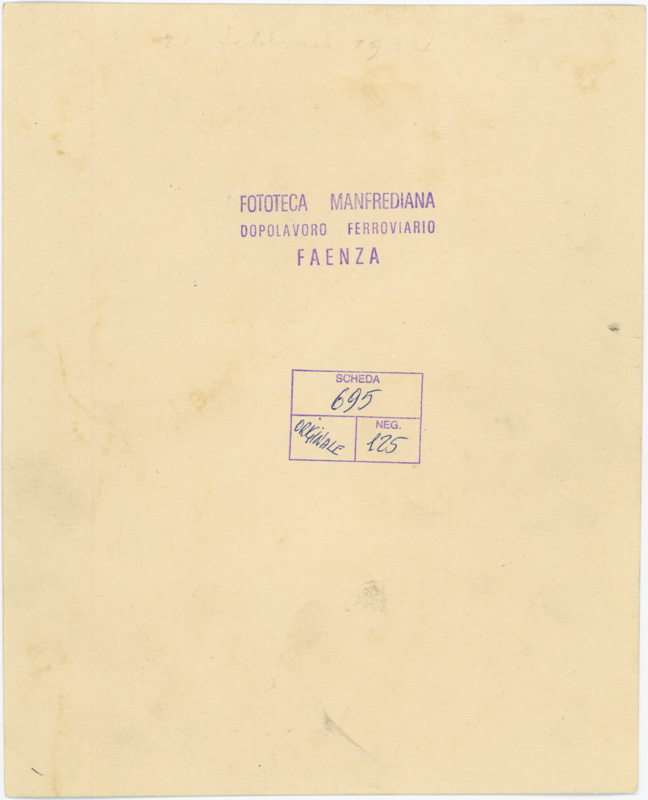 FOTOTECA MANFREDIANA
DOPOLAVORO FERROVIARIO
FAENZA
SCHEDA
695
ORIGINALE
NEG.
125